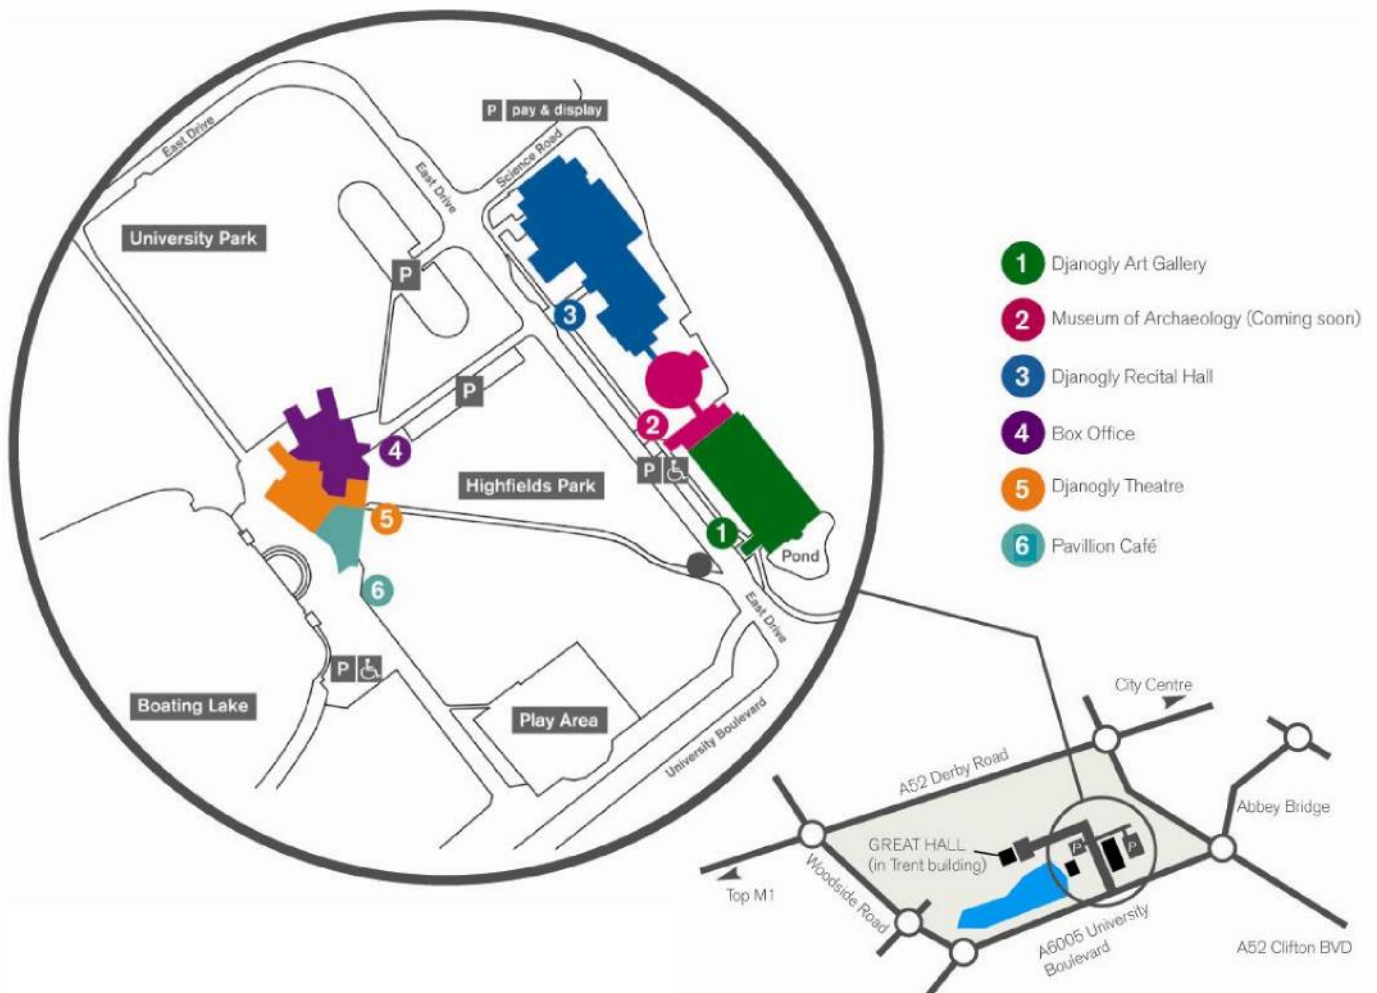 P pay & display
Science Road
East Drive
East Drive
University Park
P
3
P
2
4
P
Highfields Park
5
1
Pond
6
East Drive
P
Boating Lake
Play Area
University Boulevard
1 Djanogly Art Gallery
2 Museum of Archaeology (Coming soon)
3 Djanogly Recital Hall
4 Box Office
5 Djanogly Theatre
6 Pavillion Café
City Centre
A52 Derby Road
Abbey Bridge
GREAT HALL
(in Trent building)
P
P
Top M1
Woodside Road
A6005 University
Boulevard
A52 Clifton BVD